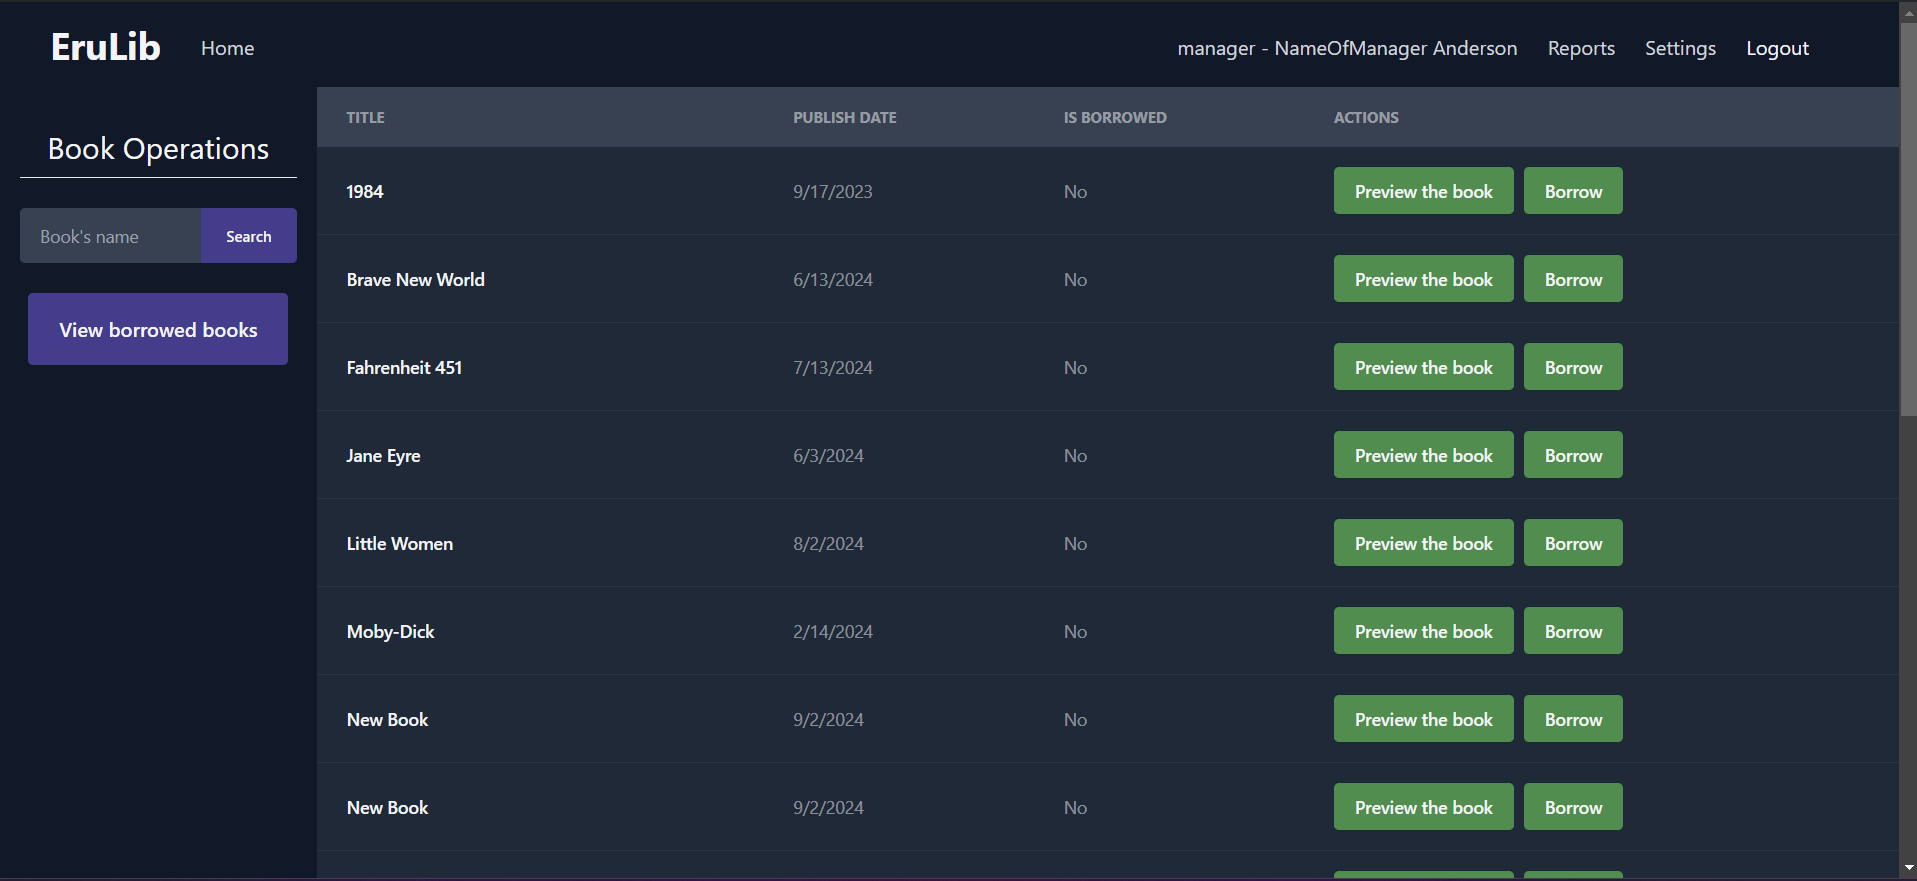 EruLib Home manager - NameOfManager Anderson Reports Settings Logout
Book Operations
Book's name Search
View borrowed books
TITLE PUBLISH DATE IS BORROWED ACTIONS
1984 9/17/2023 No Preview the book Borrow
Brave New World 6/13/2024 No Preview the book Borrow
Fahrenheit 451 7/13/2024 No Preview the book Borrow
Jane Eyre 6/3/2024 No Preview the book Borrow
Little Women 8/2/2024 No Preview the book Borrow
Moby-Dick 2/14/2024 No Preview the book Borrow
New Book 9/2/2024 No Preview the book Borrow
New Book 9/2/2024 No Preview the book Borrow